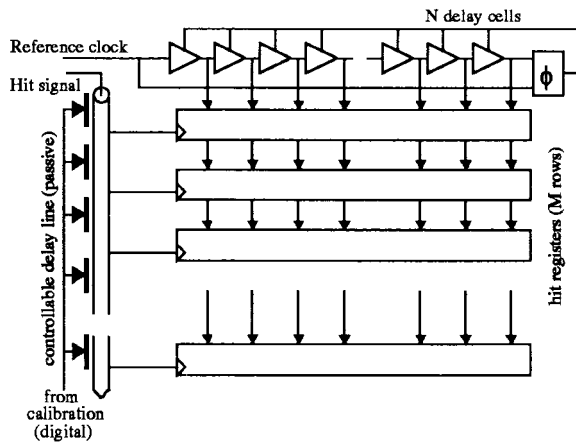 N delay cells
Reference clock
Hit signal
ϕ
controllable delay line (passive)
hit registers (M rows)
from
calibration
(digital)